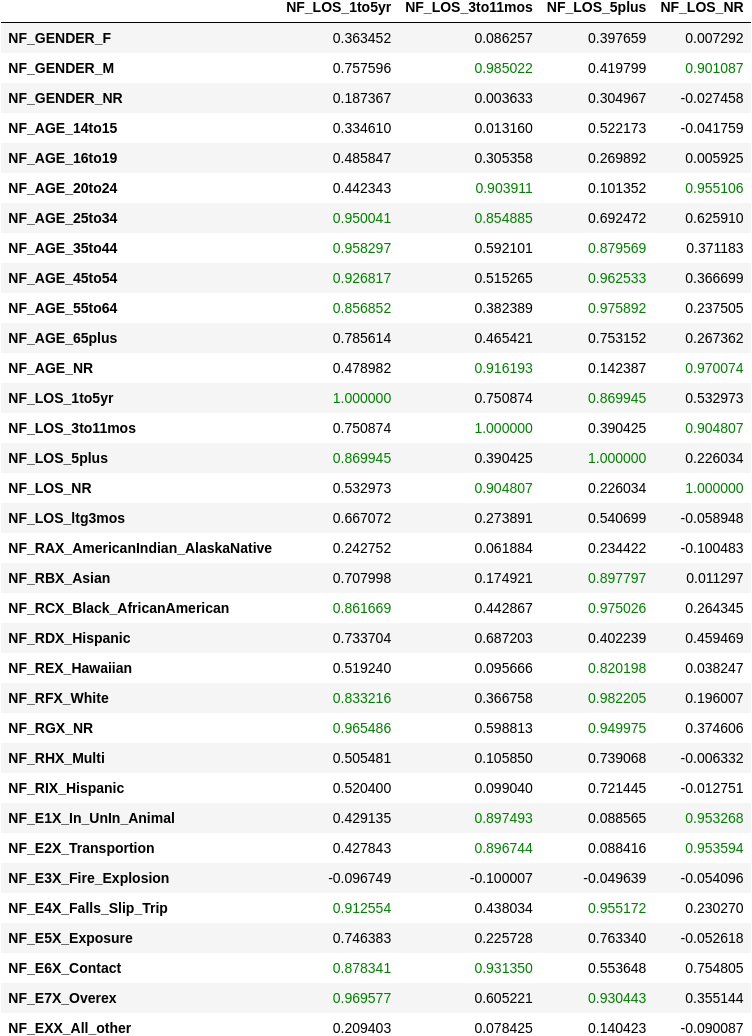 NF_LOS_1to5yr NF_LOS_3to11mos NF_LOS_5plus NF_LOS_NR
NF_GENDER_F 0.363452 0.086257 0.397659 0.007292
NF_GENDER_M 0.757596 0.985022 0.419799 0.901087
NF_GENDER_NR 0.187367 0.003633 0.304967 -0.027458
NF_AGE_14to15 0.334610 0.013160 0.522173 -0.041759
NF_AGE_16to19 0.485847 0.305358 0.269892 0.005925
NF_AGE_20to24 0.442343 0.903911 0.101352 0.955106
NF_AGE_25to34 0.950041 0.854885 0.692472 0.625910
NF_AGE_35to44 0.958297 0.592101 0.879569 0.371183
NF_AGE_45to54 0.926817 0.515265 0.962533 0.366699
NF_AGE_55to64 0.856852 0.382389 0.975892 0.237505
NF_AGE_65plus 0.785614 0.465421 0.753152 0.267362
NF_AGE_NR 0.478982 0.916193 0.142387 0.970074
NF_LOS_1to5yr 1.000000 0.750874 0.869945 0.532973
NF_LOS_3to11mos 0.750874 1.000000 0.390425 0.904807
NF_LOS_5plus 0.869945 0.390425 1.000000 0.226034
NF_LOS_NR 0.532973 0.904807 0.226034 1.000000
NF_LOS_ltg3mos 0.667072 0.273891 0.540699 -0.058948
NF_RAX_AmericanIndian_AlaskaNative 0.242752 0.061884 0.234422 -0.100483
NF_RBX_Asian 0.707998 0.174921 0.897797 0.011297
NF_RCX_Black_AfricanAmerican 0.861669 0.442867 0.975026 0.264345
NF_RDX_Hispanic 0.733704 0.687203 0.402239 0.459469
NF_REX_Hawaiian 0.519240 0.095666 0.820198 0.038247
NF_RFX_White 0.833216 0.366758 0.982205 0.196007
NF_RGX_NR 0.965486 0.598813 0.949975 0.374606
NF_RHX_Multi 0.505481 0.105850 0.739068 -0.006332
NF_RIX_Hispanic 0.520400 0.099040 0.721445 -0.012751
NF_E1X_In_UnIn_Animal 0.429135 0.897493 0.088565 0.953268
NF_E2X_Transportion 0.427843 0.896744 0.088416 0.953594
NF_E3X_Fire_Explosion -0.096749 -0.100007 -0.049639 -0.054096
NF_E4X_Falls_Slip_Trip 0.912554 0.438034 0.955172 0.230270
NF_E5X_Exposure 0.746383 0.225728 0.763340 -0.052618
NF_E6X_Contact 0.878341 0.931350 0.553648 0.754805
NF_E7X_Overex 0.969577 0.605221 0.930443 0.355144
NF_EXX_All_other 0.209403 0.078425 0.140423 -0.090087